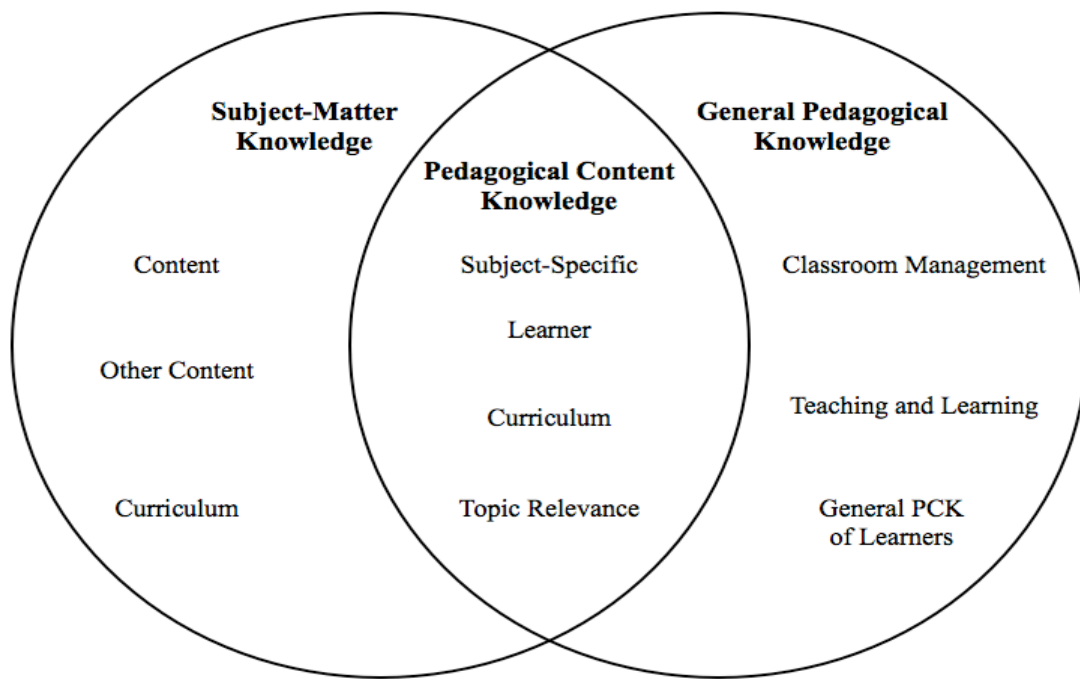 Subject-Matter
Knowledge
Content
Other Content
Curriculum
Pedagogical Content
Knowledge
Subject-Specific
Learner
Curriculum
Topic Relevance
General Pedagogical
Knowledge
Classroom Management
Teaching and Learning
General PCK
of Learners